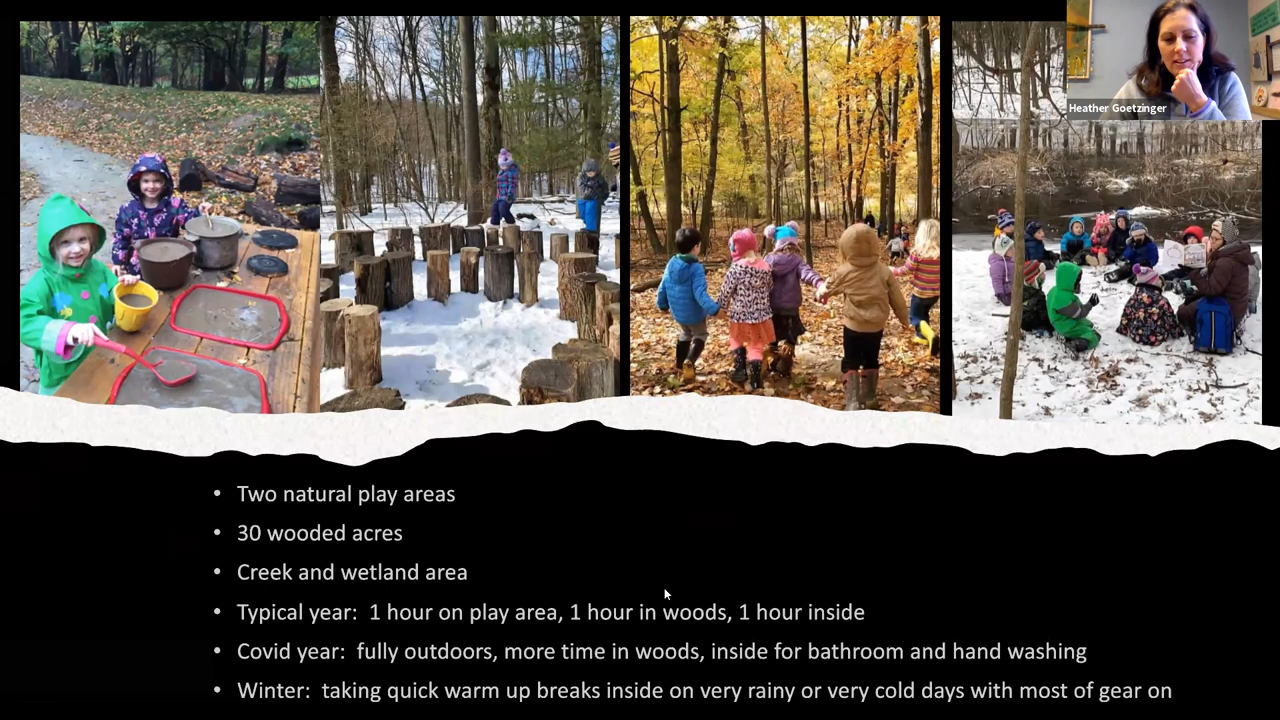 Heather Goetzinger
• Two natural play areas
• 30 wooded acres
• Creek and wetland area
• Typical year:  1 hour on play area, 1 hour in woods, 1 hour inside
• Covid year:  fully outdoors, more time in woods, inside for bathroom and hand washing
• Winter:  taking quick warm up breaks inside on very rainy or very cold days with most of gear on